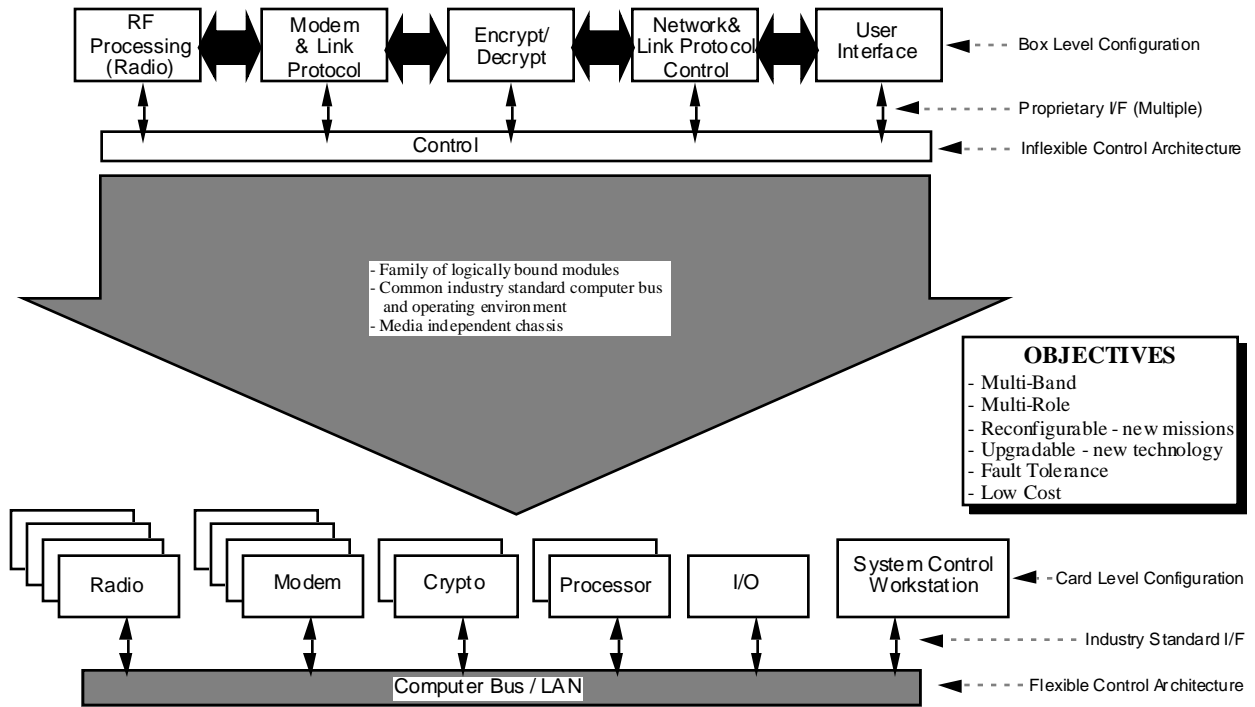 RF
Processing
(Radio)
Modem
& Link
Protocol
Encrypt/
Decrypt
Network&
Link Protocol
Control
User
Interface
Box Level Configuration
Proprietary I/F (Multiple)
Control
Inflexible Control Architecture
- Family of logically bound modules
- Common industry standard computer bus
and operating environment
- Media independent chassis
OBJECTIVES
- Multi-Band
- Multi-Role
- Reconfigurable - new missions
- Upgradable - new technology
- Fault Tolerance
- Low Cost
Radio
Modem
Crypto
Processor
I/O
System Control
Workstation
Card Level Configuration
Industry Standard I/F
Computer Bus / LAN
Flexible Control Architecture